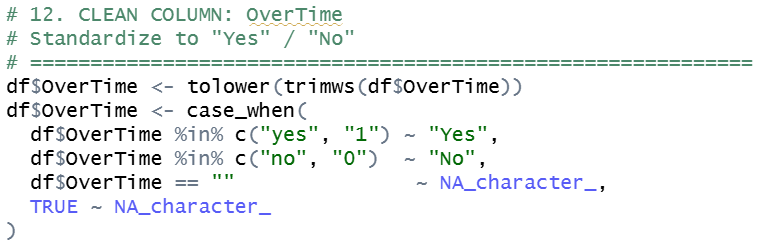 # 12. CLEAN COLUMN: OverTime
# Standardize to "Yes" / "No"
# ============================================================
df$OverTime <- tolower(trimws(df$OverTime))
df$OverTime <- case_when(
  df$OverTime %in% c("yes", "1") ~ "Yes",
  df$OverTime %in% c("no", "0")  ~ "No",
  df$OverTime == ""               ~ NA_character_,
  TRUE ~ NA_character_
)